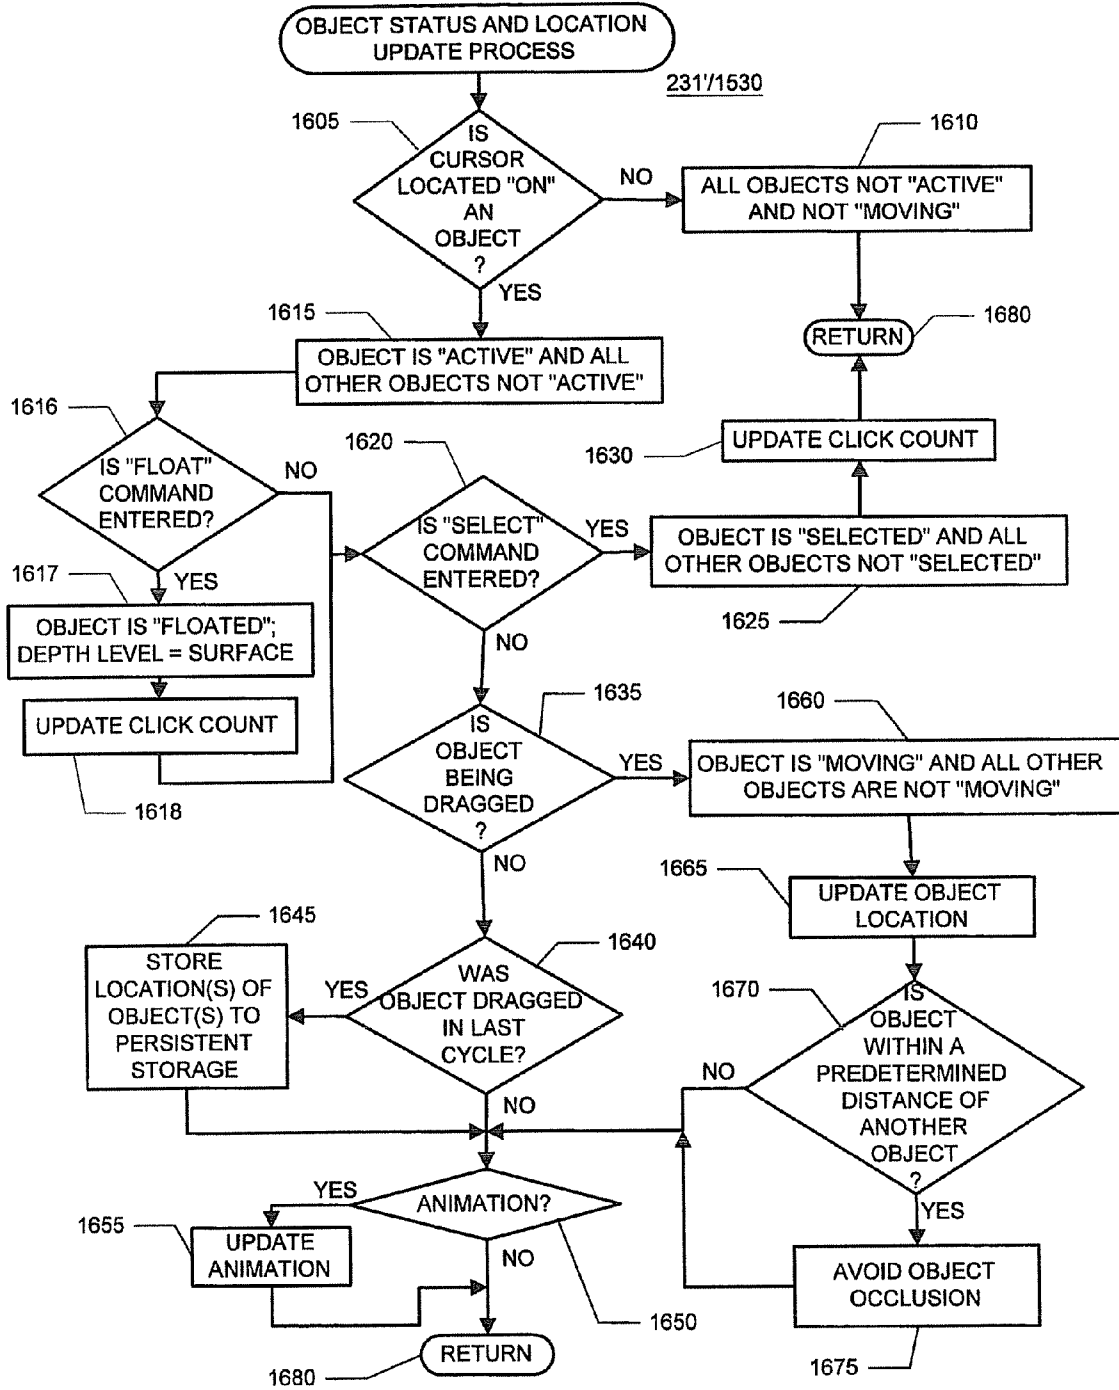 OBJECT STATUS AND LOCATION
UPDATE PROCESS
231'/1530
1605
IS
CURSOR
LOCATED "ON"
AN
OBJECT
?
NO
1610
ALL OBJECTS NOT "ACTIVE"
AND NOT "MOVING"
YES
1615
OBJECT IS "ACTIVE" AND ALL
OTHER OBJECTS NOT "ACTIVE"
1680
RETURN
1616
IS "FLOAT"
COMMAND
ENTERED?
NO
YES
1617
OBJECT IS "FLOATED";
DEPTH LEVEL = SURFACE
UPDATE CLICK COUNT
1618
1620
IS "SELECT"
COMMAND
ENTERED?
YES
1630
UPDATE CLICK COUNT
OBJECT IS "SELECTED" AND ALL
OTHER OBJECTS NOT "SELECTED"
1625
NO
1635
IS
OBJECT
BEING
DRAGGED
?
YES
1660
OBJECT IS "MOVING" AND ALL OTHER
OBJECTS ARE NOT "MOVING"
NO
1665
UPDATE OBJECT
LOCATION
1640
WAS
OBJECT DRAGGED
IN LAST
CYCLE?
YES
1645
STORE
LOCATION(S) OF
OBJECT(S) TO
PERSISTENT
STORAGE
NO
1670
IS
OBJECT
WITHIN A
PREDETERMINED
DISTANCE OF
ANOTHER
OBJECT
?
NO
YES
AVOID OBJECT
OCCLUSION
1675
ANIMATION?
YES
1655
UPDATE
ANIMATION
NO
1650
RETURN
1680